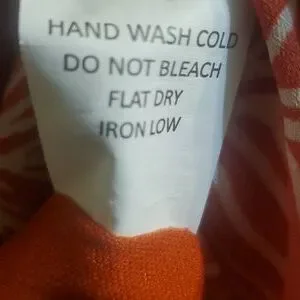 HAND WASH COLD
DO NOT BLEACH
FLAT DRY
IRON LOW